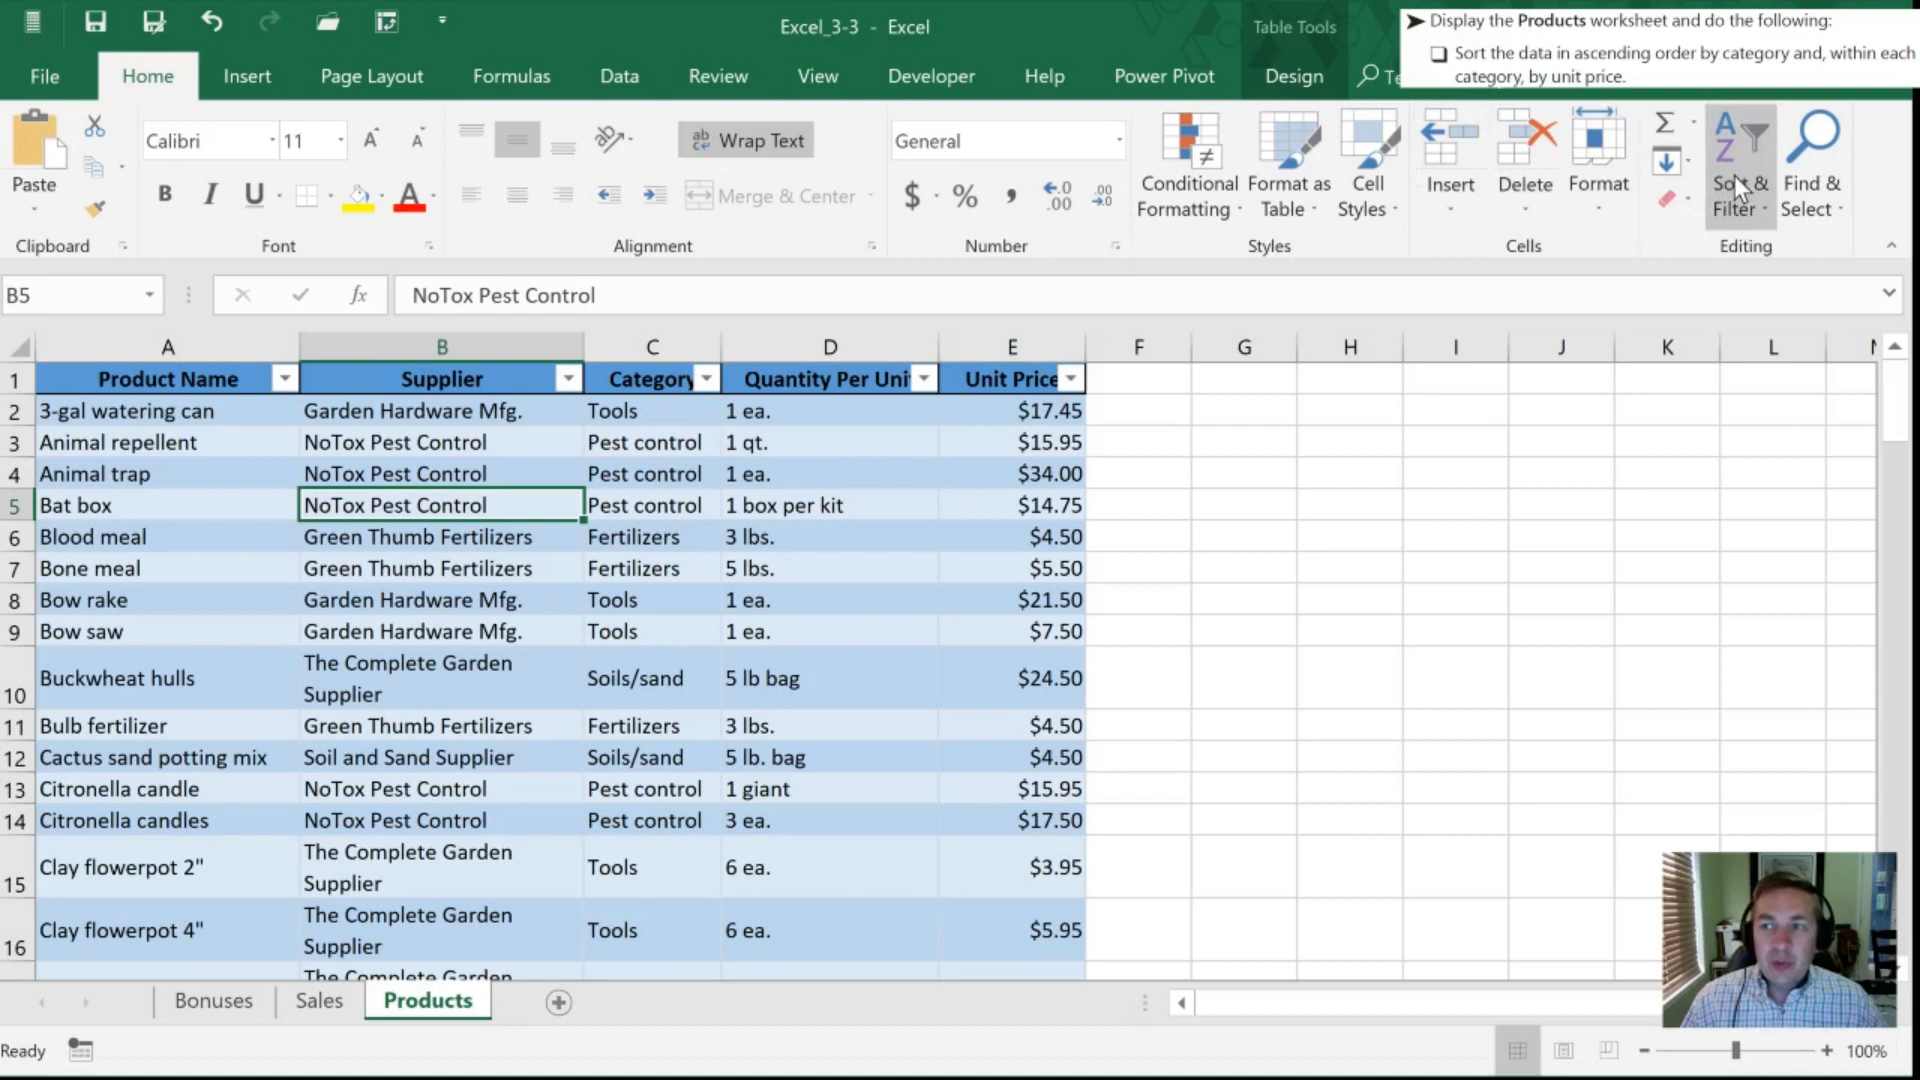 Excel_3-3 - Excel
Table Tools
Display the Products worksheet and do the following:
Sort the data in ascending order by category and, within each
category, by unit price.
File Home Insert Page Layout Formulas Data Review View Developer Help Power Pivot Design Te
Paste
Calibri 11
B I U A
ab Wrap Text
Merge & Center
General
$ % ,
Conditional Formatting
Format as Table
Cell Styles
Insert Delete Format
Sort & Filter
Find & Select
Clipboard Font Alignment Number Styles Cells Editing
B5 fx NoTox Pest Control
A B C D E F G H I J K L
1 Product Name Supplier Category Quantity Per Unit Unit Price
2 3-gal watering can Garden Hardware Mfg. Tools 1 ea. $17.45
3 Animal repellent NoTox Pest Control Pest control 1 qt. $15.95
4 Animal trap NoTox Pest Control Pest control 1 ea. $34.00
5 Bat box NoTox Pest Control Pest control 1 box per kit $14.75
6 Blood meal Green Thumb Fertilizers Fertilizers 3 lbs. $4.50
7 Bone meal Green Thumb Fertilizers Fertilizers 5 lbs. $5.50
8 Bow rake Garden Hardware Mfg. Tools 1 ea. $21.50
9 Bow saw Garden Hardware Mfg. Tools 1 ea. $7.50
10 Buckwheat hulls The Complete Garden Supplier Soils/sand 5 lb bag $24.50
11 Bulb fertilizer Green Thumb Fertilizers Fertilizers 3 lbs. $4.50
12 Cactus sand potting mix Soil and Sand Supplier Soils/sand 5 lb. bag $4.50
13 Citronella candle NoTox Pest Control Pest control 1 giant $15.95
14 Citronella candles NoTox Pest Control Pest control 3 ea. $17.50
15 Clay flowerpot 2" The Complete Garden Supplier Tools 6 ea. $3.95
16 Clay flowerpot 4" The Complete Garden Supplier Tools 6 ea. $5.95
The Complete Garden
Bonuses Sales Products
Ready 100%